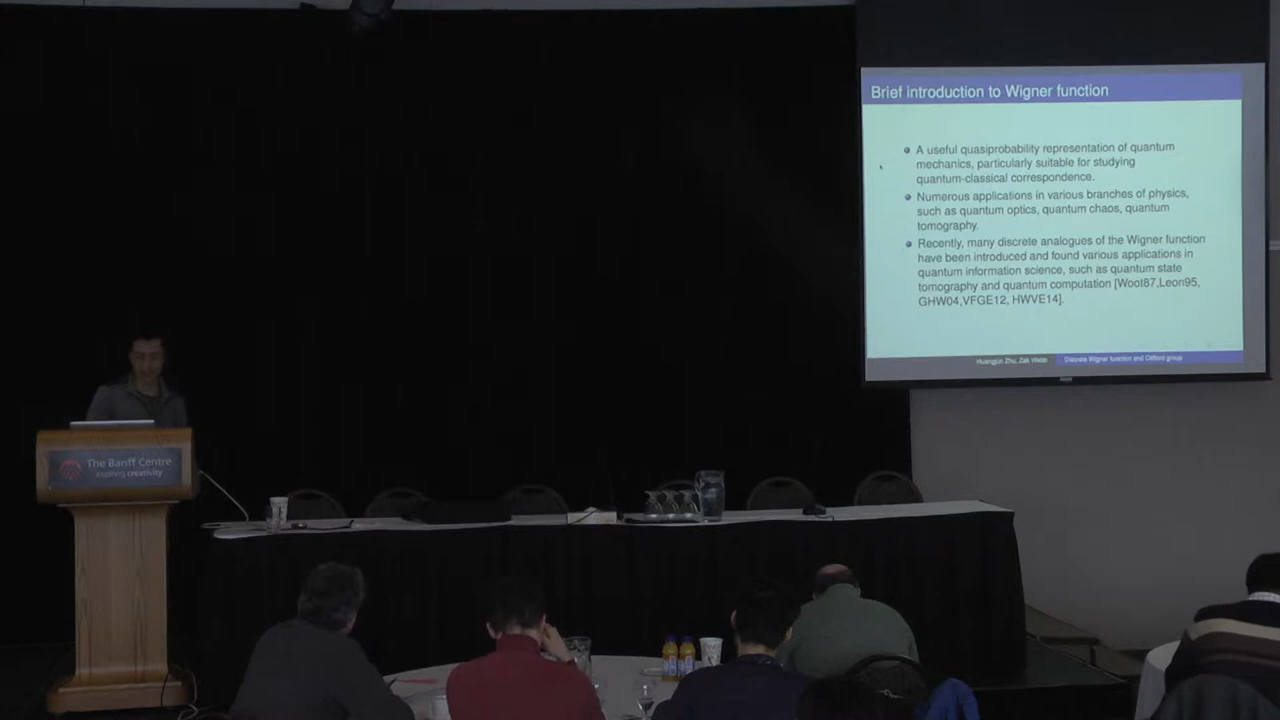 Brief introduction to Wigner function
A useful quasiprobability representation of quantum
mechanics, particularly suitable for studying
quantum-classical correspondence.
Numerous applications in various branches of physics,
such as quantum optics, quantum chaos, quantum
tomography.
Recently, many discrete analogues of the Wigner function
have been introduced and found various applications in
quantum information science, such as quantum state
tomography and quantum computation [Woot87,Leon95,
GHW04,VFGE12, HWVE14].
Huangjun Zhu, Zak Webb
Discrete Wigner function and Clifford group
The Banff Centre
inspiring creativity